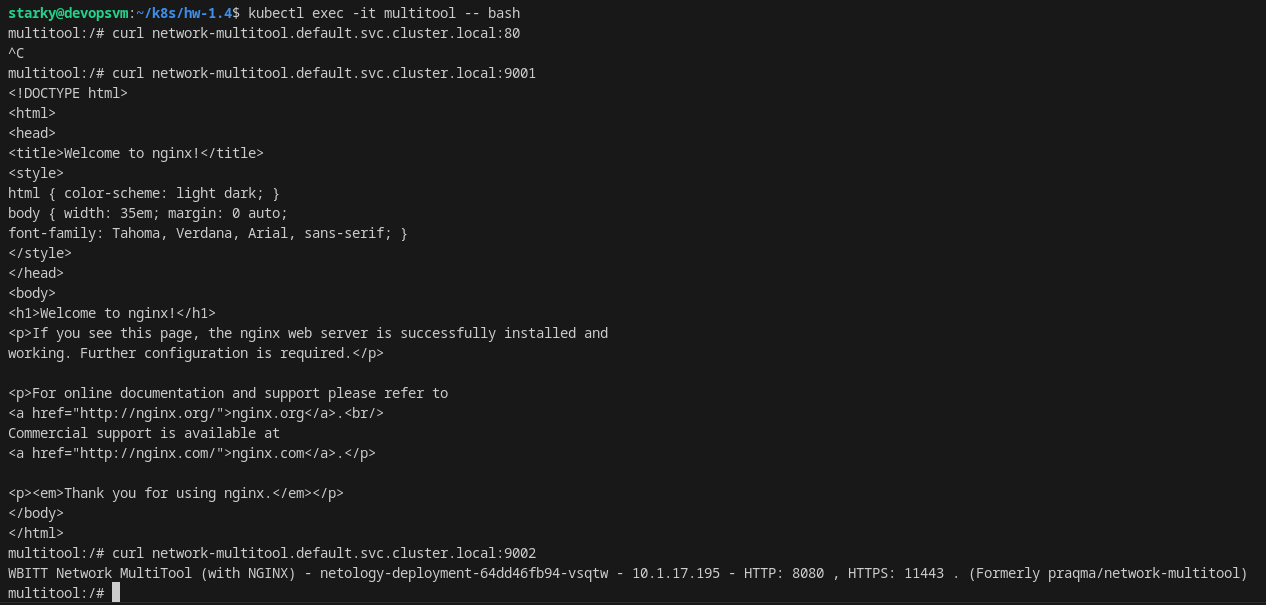 starky@devopsvm:~/k8s/hw-1.4$ kubectl exec -it multitool -- bash
multitool:/# curl network-multitool.default.svc.cluster.local:80
^C
multitool:/# curl network-multitool.default.svc.cluster.local:9001
<!DOCTYPE html>
<html>
<head>
<title>Welcome to nginx!</title>
<style>
html { color-scheme: light dark; }
body { width: 35em; margin: 0 auto;
font-family: Tahoma, Verdana, Arial, sans-serif; }
</style>
</head>
<body>
<h1>Welcome to nginx!</h1>
<p>If you see this page, the nginx web server is successfully installed and
working. Further configuration is required.</p>

<p>For online documentation and support please refer to
<a href="http://nginx.org/">nginx.org</a>.<br/>
Commercial support is available at
<a href="http://nginx.com/">nginx.com</a>.</p>

<p><em>Thank you for using nginx.</em></p>
</body>
</html>
multitool:/# curl network-multitool.default.svc.cluster.local:9002
WBITT Network MultiTool (with NGINX) - netology-deployment-64dd46fb94-vsqtw - 10.1.17.195 - HTTP: 8080 , HTTPS: 11443 . (Formerly praqma/network-multitool)
multitool:/#